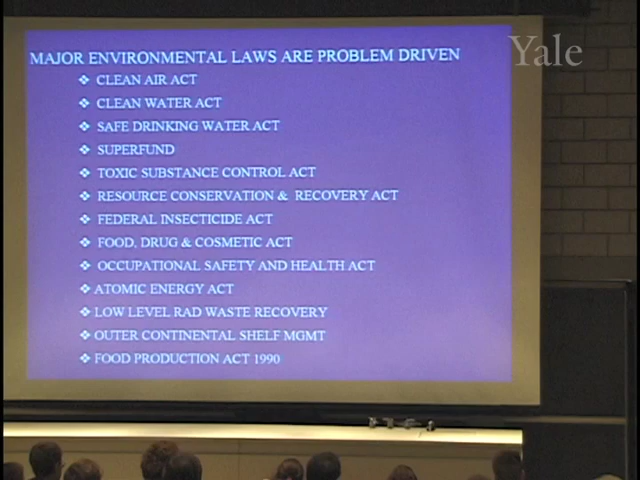 Yale
MAJOR ENVIRONMENTAL LAWS ARE PROBLEM DRIVEN
❖ CLEAN AIR ACT
❖ CLEAN WATER ACT
❖ SAFE DRINKING WATER ACT
❖ SUPERFUND
❖ TOXIC SUBSTANCE CONTROL ACT
❖ RESOURCE CONSERVATION & RECOVERY ACT
❖ FEDERAL INSECTICIDE ACT
❖ FOOD, DRUG & COSMETIC ACT
❖ OCCUPATIONAL SAFETY AND HEALTH ACT
❖ ATOMIC ENERGY ACT
❖ LOW LEVEL RAD WASTE RECOVERY
❖ OUTER CONTINENTAL SHELF MGMT
❖ FOOD PRODUCTION ACT 1990